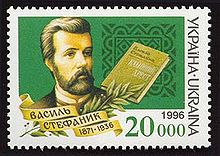 ВАСИЛЬ
СТЕФАНИК
1871-1936
УКРАЇНА·UKRAINE
1996
20 000